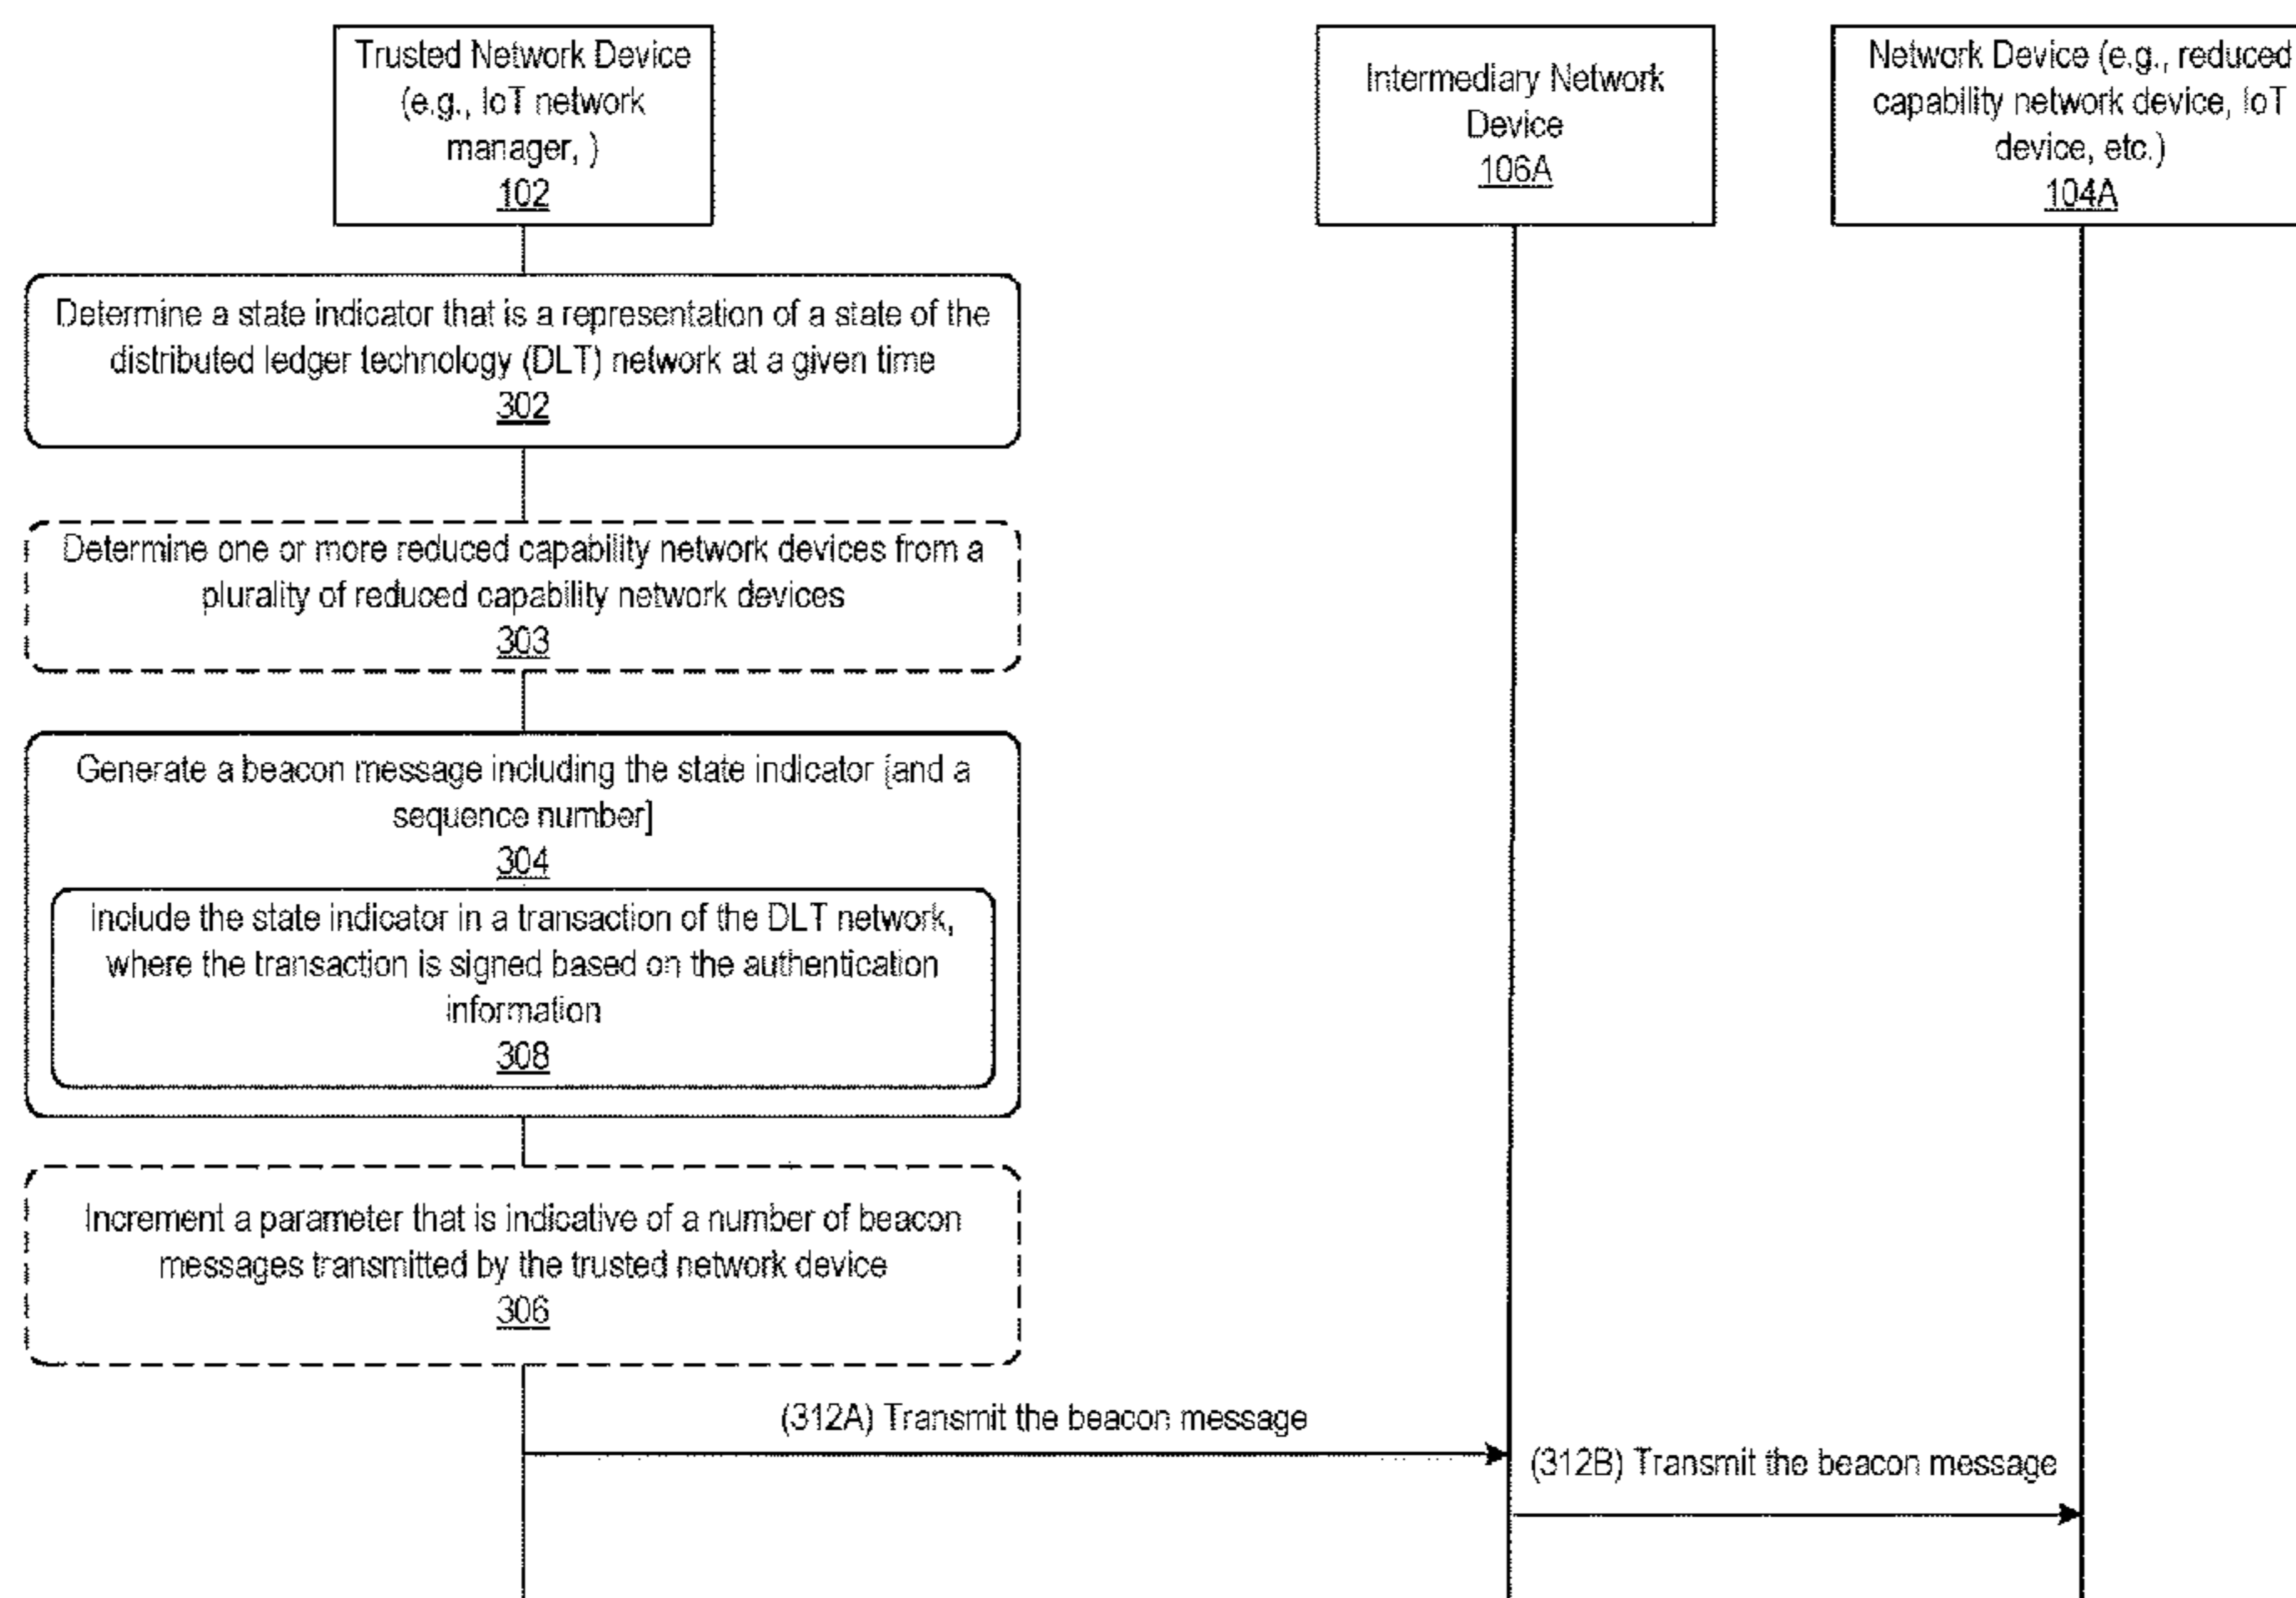 Trusted Network Device
(e.g., IoT network
manager, )
102
Intermediary Network
Device
106A
Network Device (e.g., reduced
capability network device, IoT
device, etc.)
104A
Determine a state indicator that is a representation of a state of the
distributed ledger technology (DLT) network at a given time
302
Determine one or more reduced capability network devices from a
plurality of reduced capability network devices
303
Generate a beacon message including the state indicator [and a
sequence number]
304
Include the state indicator in a transaction of the DLT network,
where the transaction is signed based on the authentication
information
308
Increment a parameter that is indicative of a number of beacon
messages transmitted by the trusted network device
306
(312A) Transmit the beacon message
(312B) Transmit the beacon message